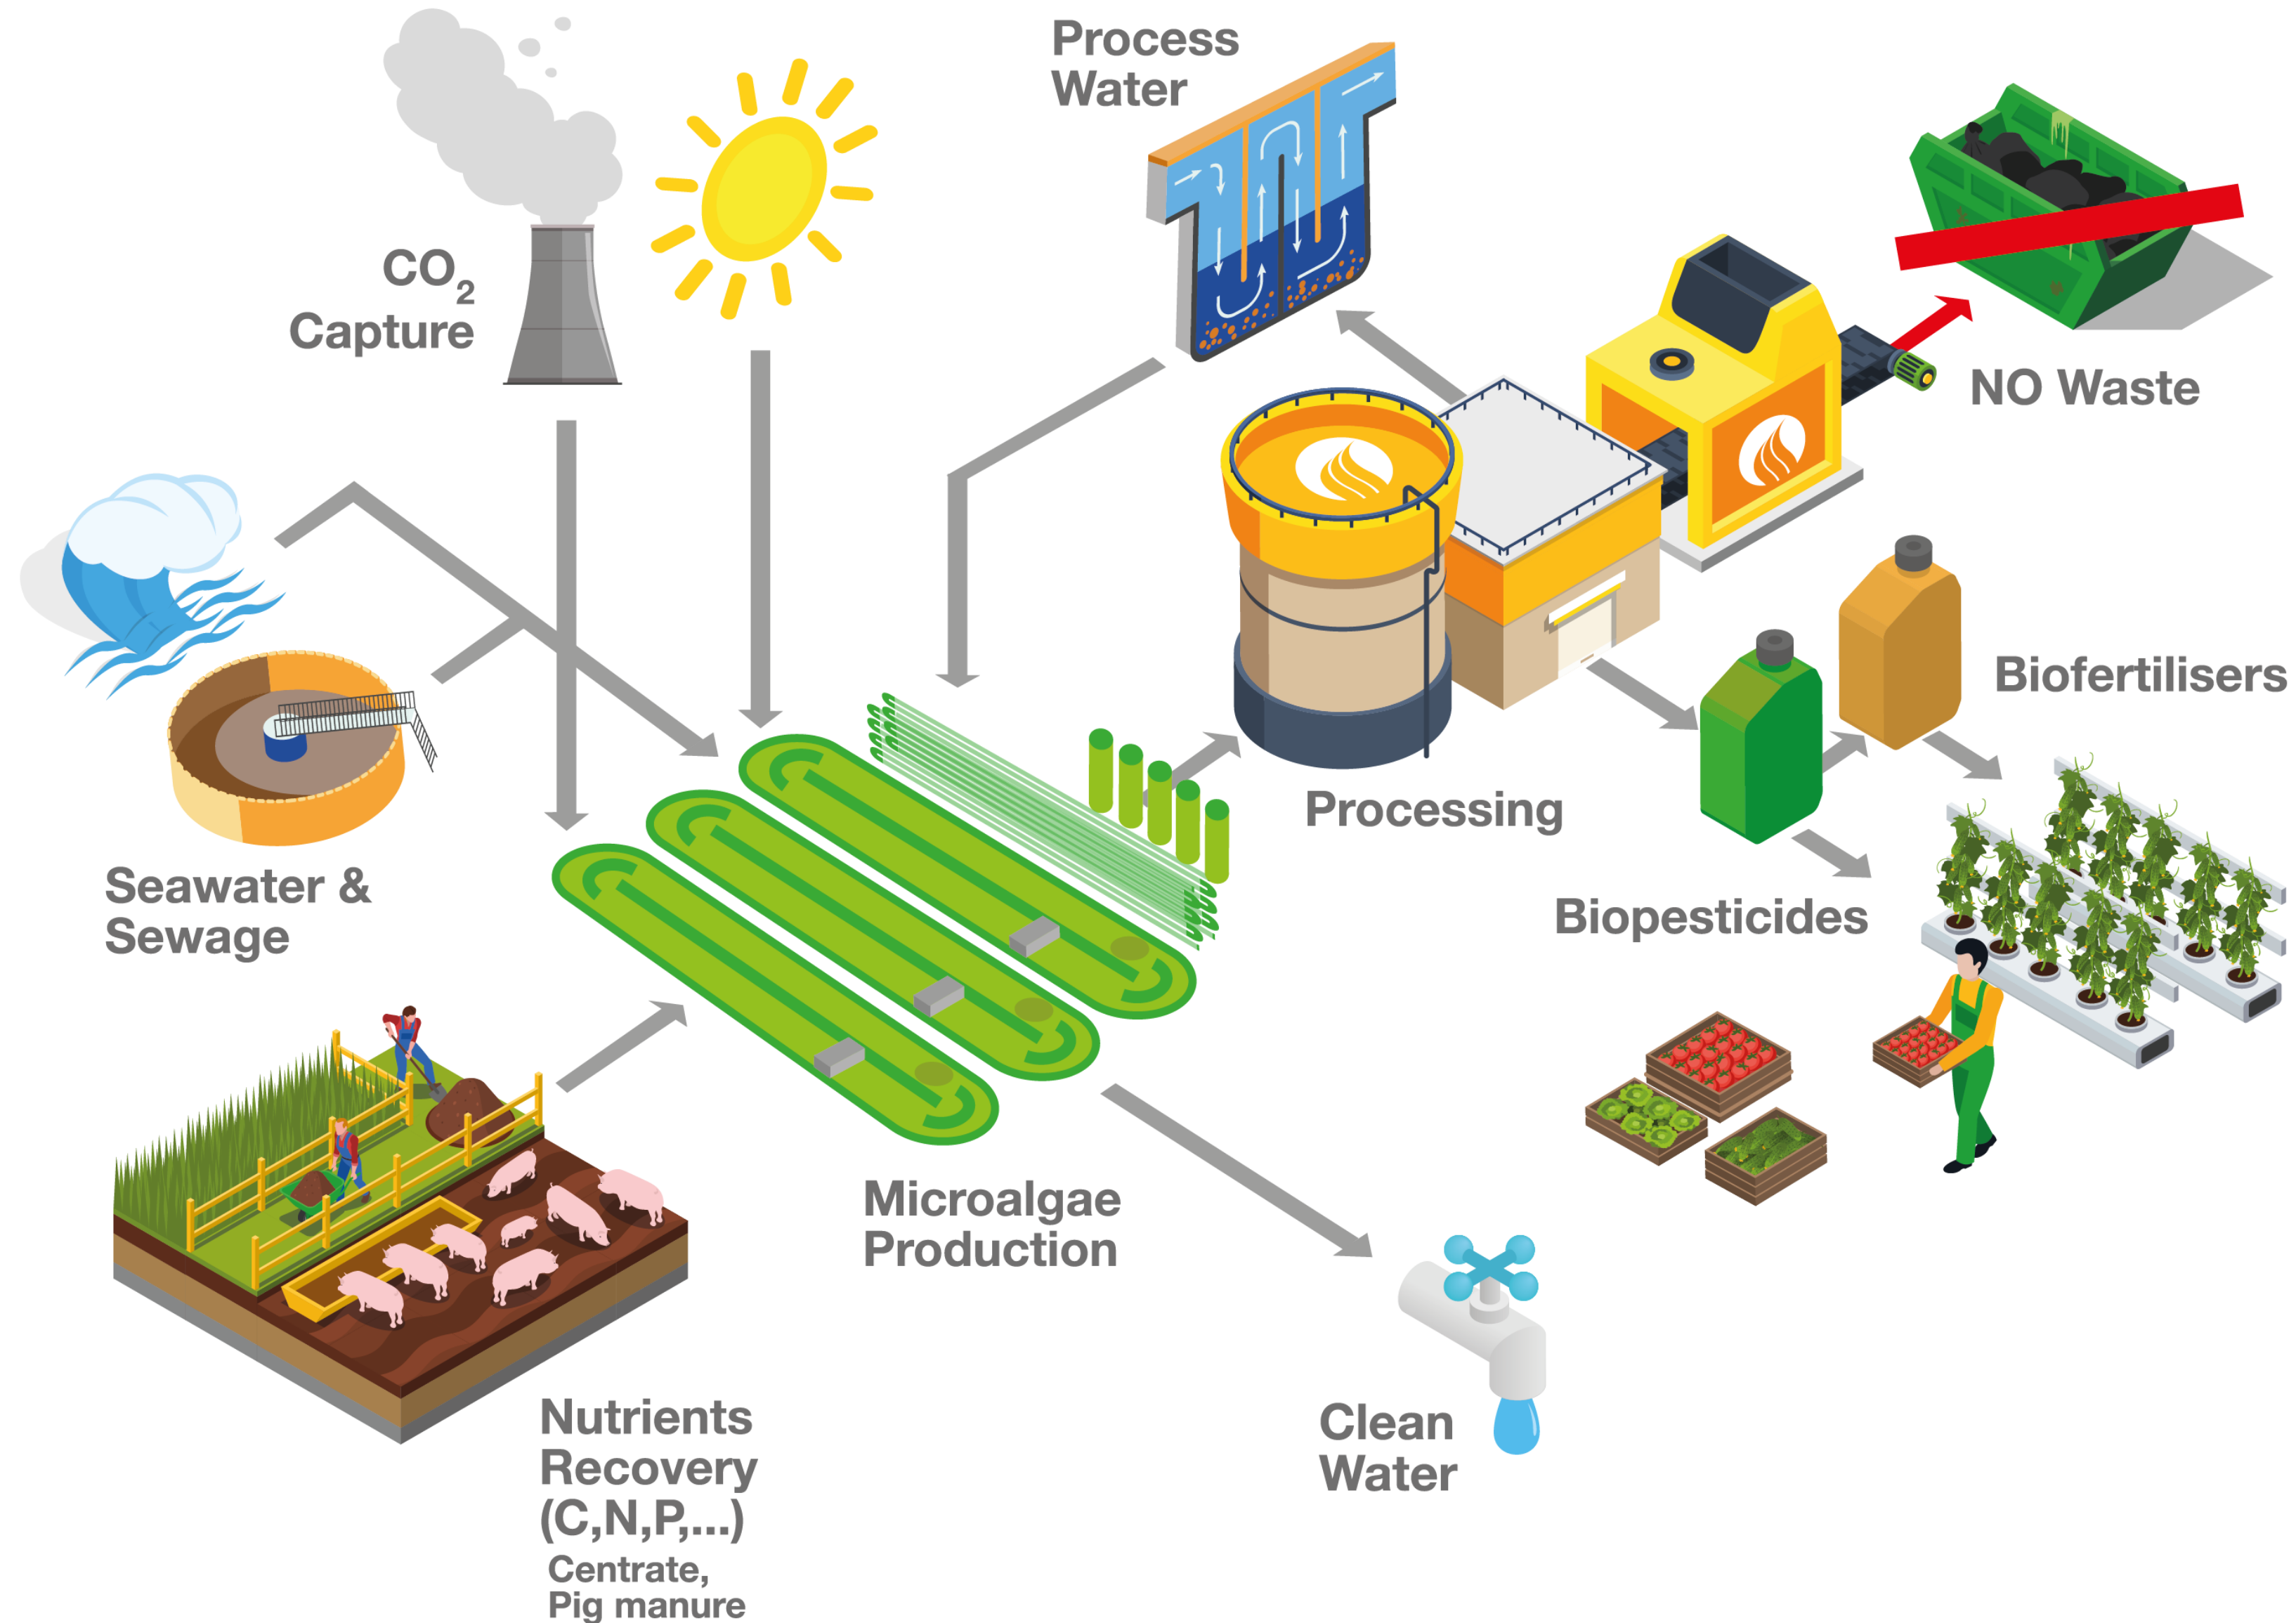 Process
Water
CO₂
Capture
NO Waste
Biofertilisers
Processing
Seawater &
Sewage
Biopesticides
Microalgae
Production
Nutrients
Recovery
(C,N,P,...)
Centrate,
Pig manure
Clean
Water